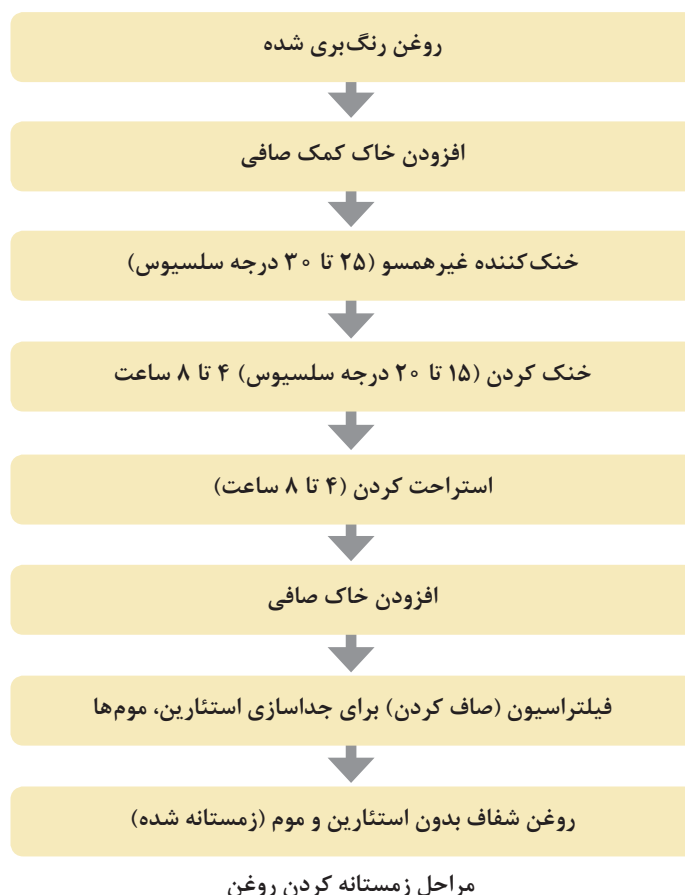 روغن رنگ‌بری شده
افزودن خاک کمک صافی
خنک‌کننده غیرهمسو (۲۵ تا ۳۰ درجه سلسیوس)
خنک کردن (۱۵ تا ۲۰ درجه سلسیوس) ۴ تا ۸ ساعت
استراحت کردن (۴ تا ۸ ساعت)
افزودن خاک صافی
فیلتراسیون (صاف کردن) برای جداسازی استئارین، موم‌ها
روغن شفاف بدون استئارین و موم (زمستانه شده)
مراحل زمستانه کردن روغن